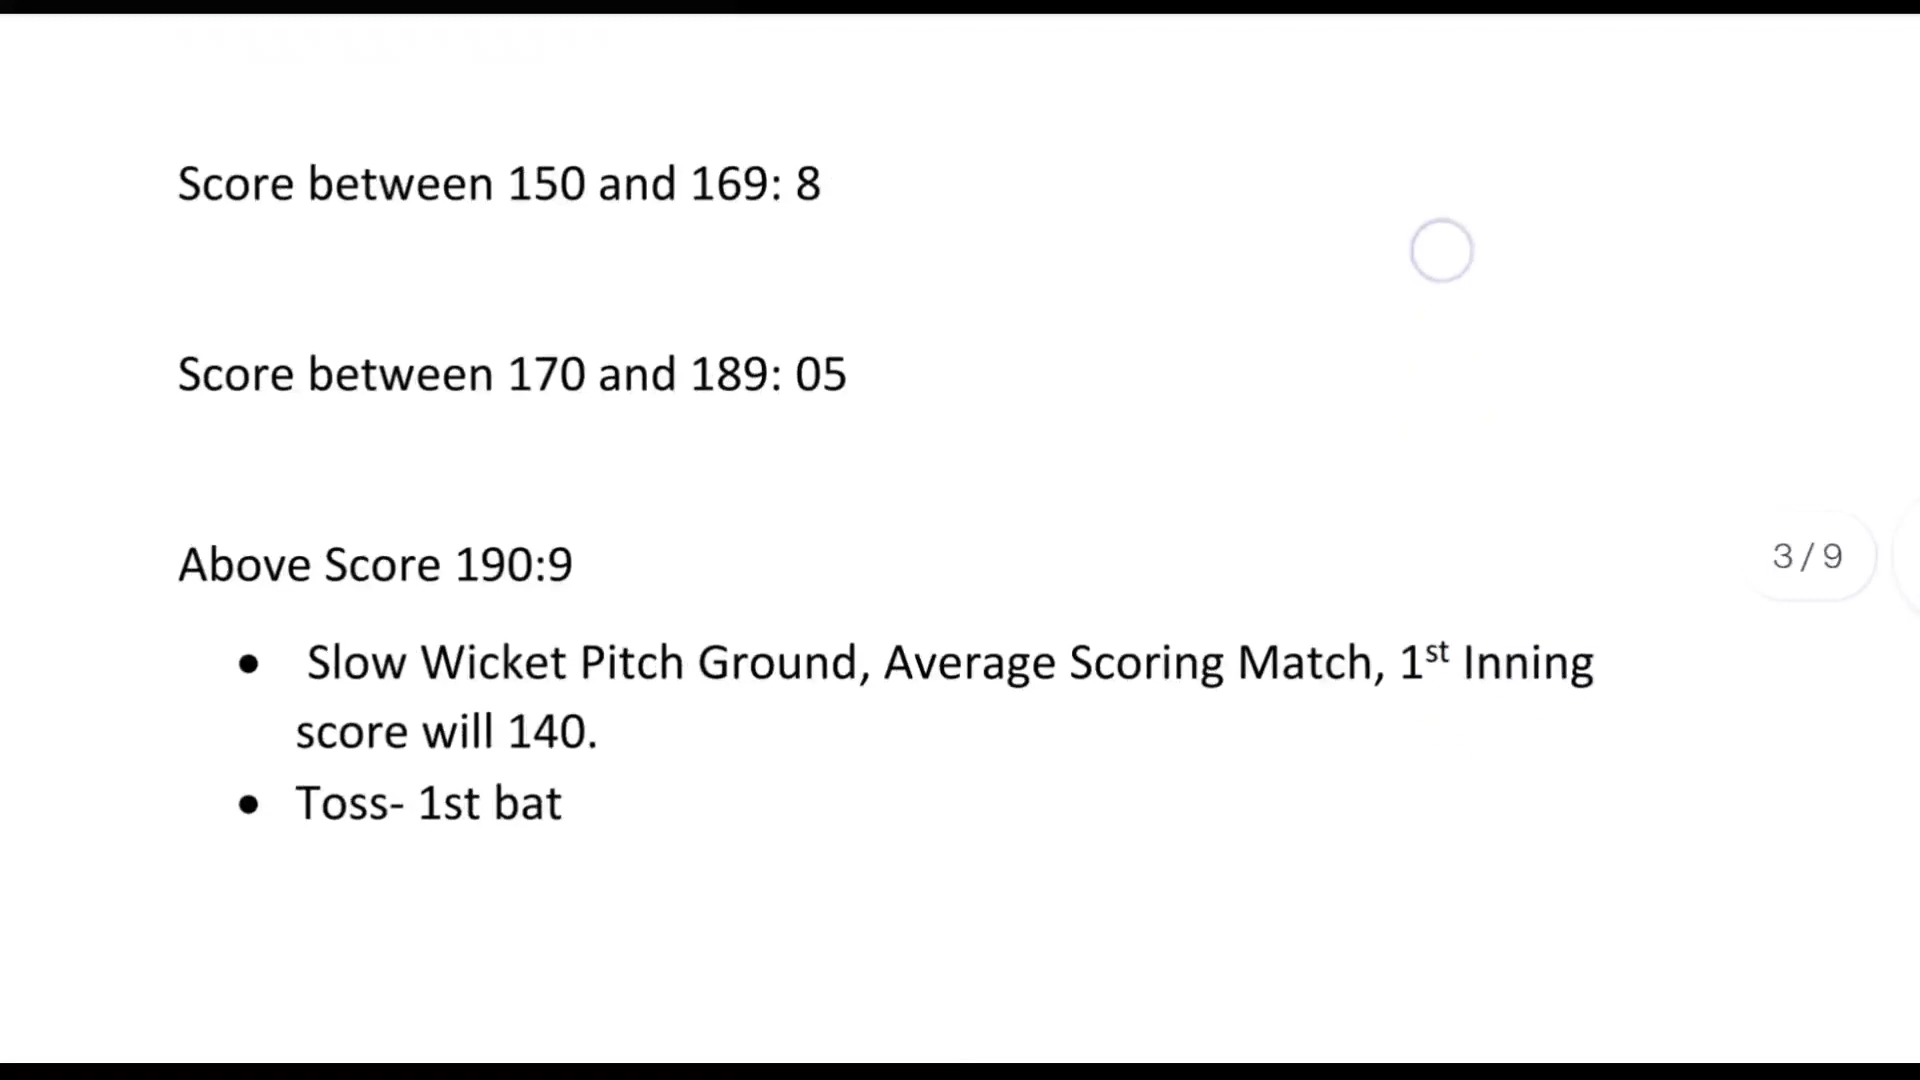 Score between 150 and 169: 8
Score between 170 and 189: 05
Above Score 190:9
3 / 9
• Slow Wicket Pitch Ground, Average Scoring Match, 1st Inning
score will 140.
• Toss- 1st bat